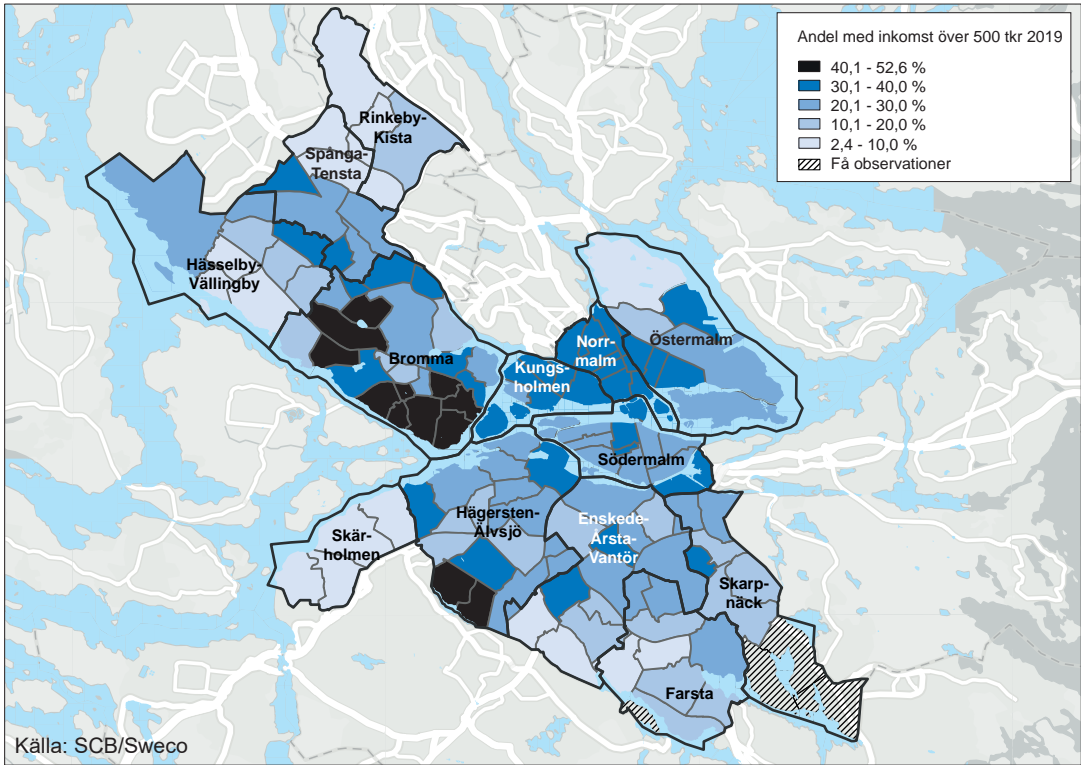 Andel med inkomst över 500 tkr 2019
40,1 - 52,6 %
30,1 - 40,0 %
20,1 - 30,0 %
10,1 - 20,0 %
2,4 - 10,0 %
Få observationer
Rinkeby-
Kista
Spånga-
Tensta
Hässelby-
Vällingby
Bromma
Norr-
malm
Östermalm
Kungs-
holmen
Södermalm
Hägersten-
Älvsjö
Enskede-
Årsta-
Vantör
Skär-
holmen
Skarp-
näck
Farsta
Källa: SCB/Sweco